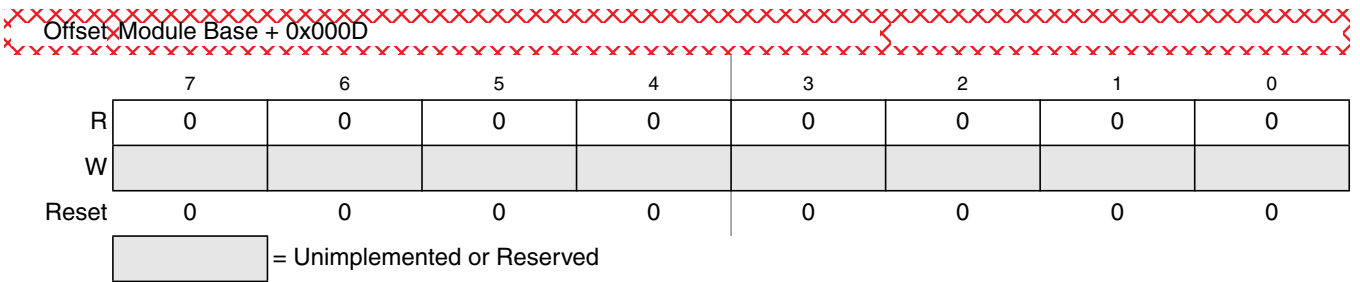 Offset Module Base + 0x000D
7 6 5 4 3 2 1 0
R 0 0 0 0 0 0 0 0
W
Reset 0 0 0 0 0 0 0 0
= Unimplemented or Reserved